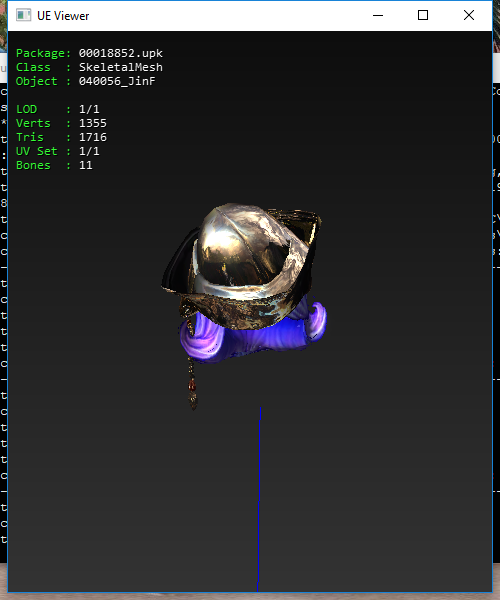 UE Viewer
Package: 00018852.upk
Class : SkeletalMesh
Object : 040056_JinF
LOD : 1/1
Verts : 1355
Tris : 1716
UV Set : 1/1
Bones : 11